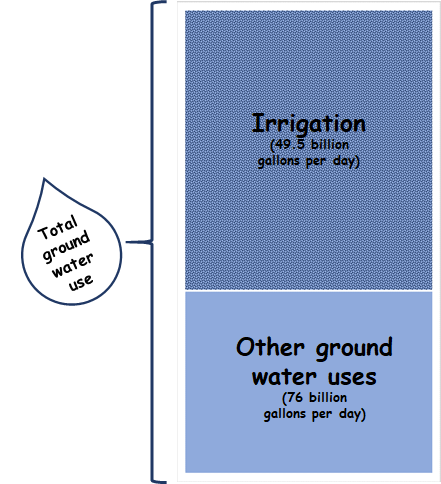 Irrigation
(49.5 billion
gallons per day)
Total
ground
water
use
Other ground
water uses
(76 billion
gallons per day)